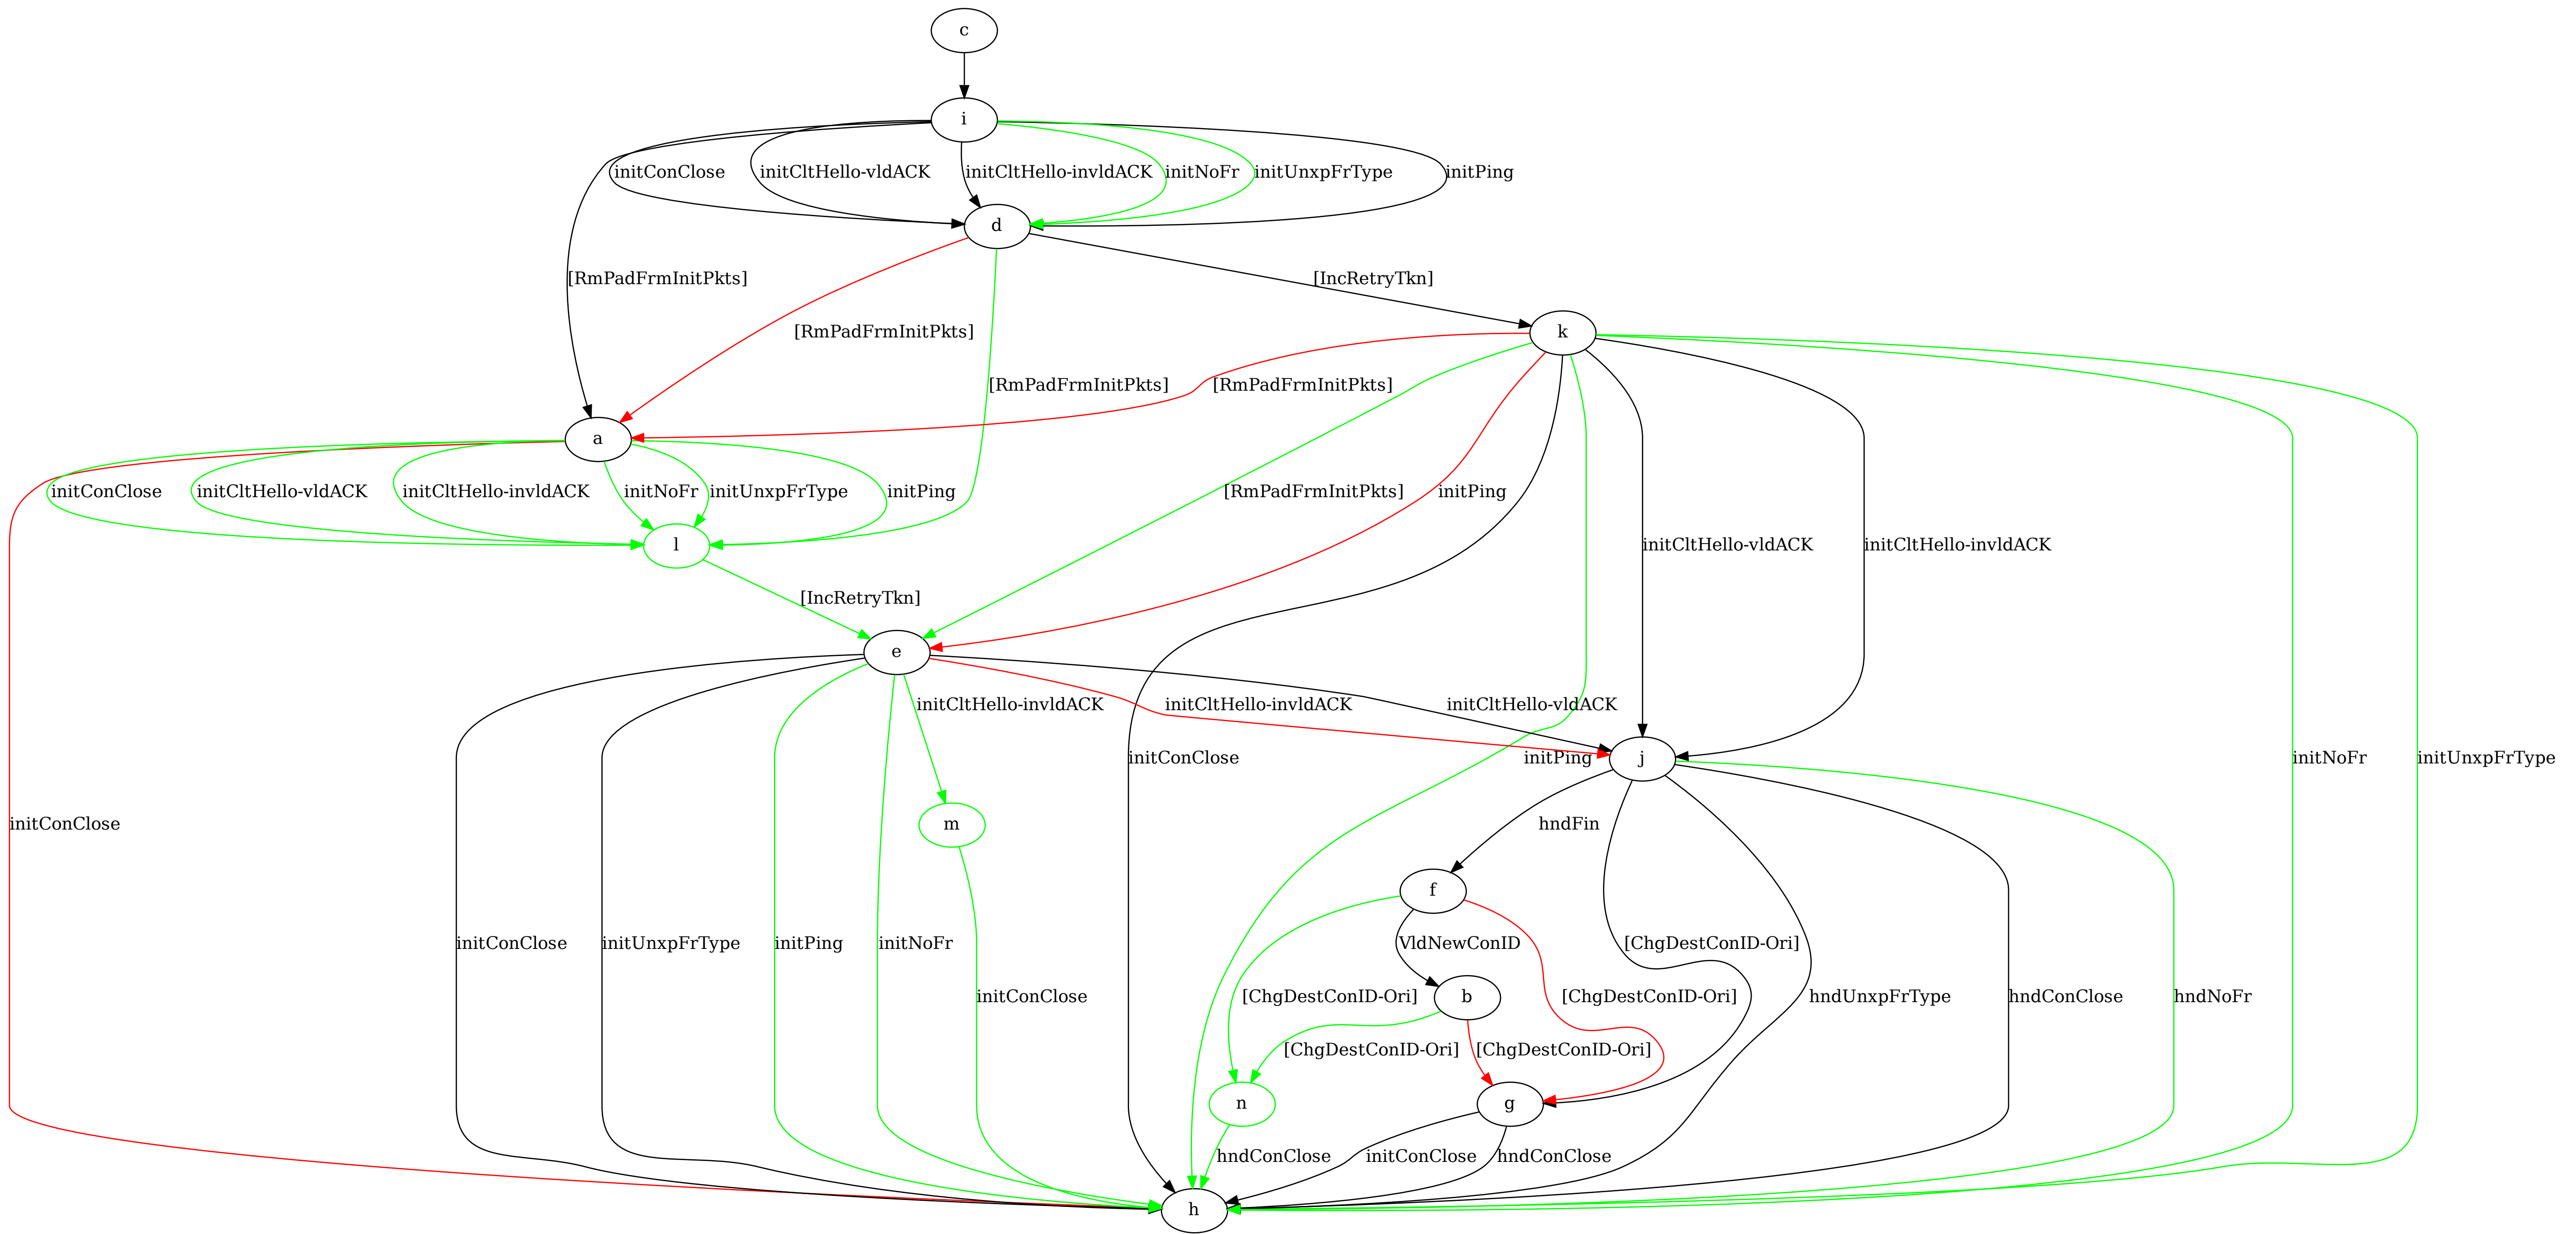 c
i
initConClose
initCltHello-vldACK
initCltHello-invldACK
initNoFr
initUnxpFrType
initPing
d
[RmPadFrmInitPkts]
[IncRetryTkn]
[RmPadFrmInitPkts]
k
[RmPadFrmInitPkts]
[RmPadFrmInitPkts]
a
initConClose
initCltHello-vldACK
initCltHello-invldACK
initNoFr
initUnxpFrType
initPing
[RmPadFrmInitPkts]
initPing
l
initCltHello-vldACK
initCltHello-invldACK
[IncRetryTkn]
e
initCltHello-invldACK
initCltHello-invldACK
initCltHello-vldACK
initConClose
initPing
j
initNoFr
initUnxpFrType
initConClose
m
hndFin
f
initConClose
initUnxpFrType
initPing
initNoFr
VldNewConID
[ChgDestConID-Ori]
initConClose
[ChgDestConID-Ori]
b
[ChgDestConID-Ori]
hndUnxpFrType
hndConClose
hndNoFr
[ChgDestConID-Ori]
[ChgDestConID-Ori]
n
g
hndConClose
initConClose
hndConClose
h